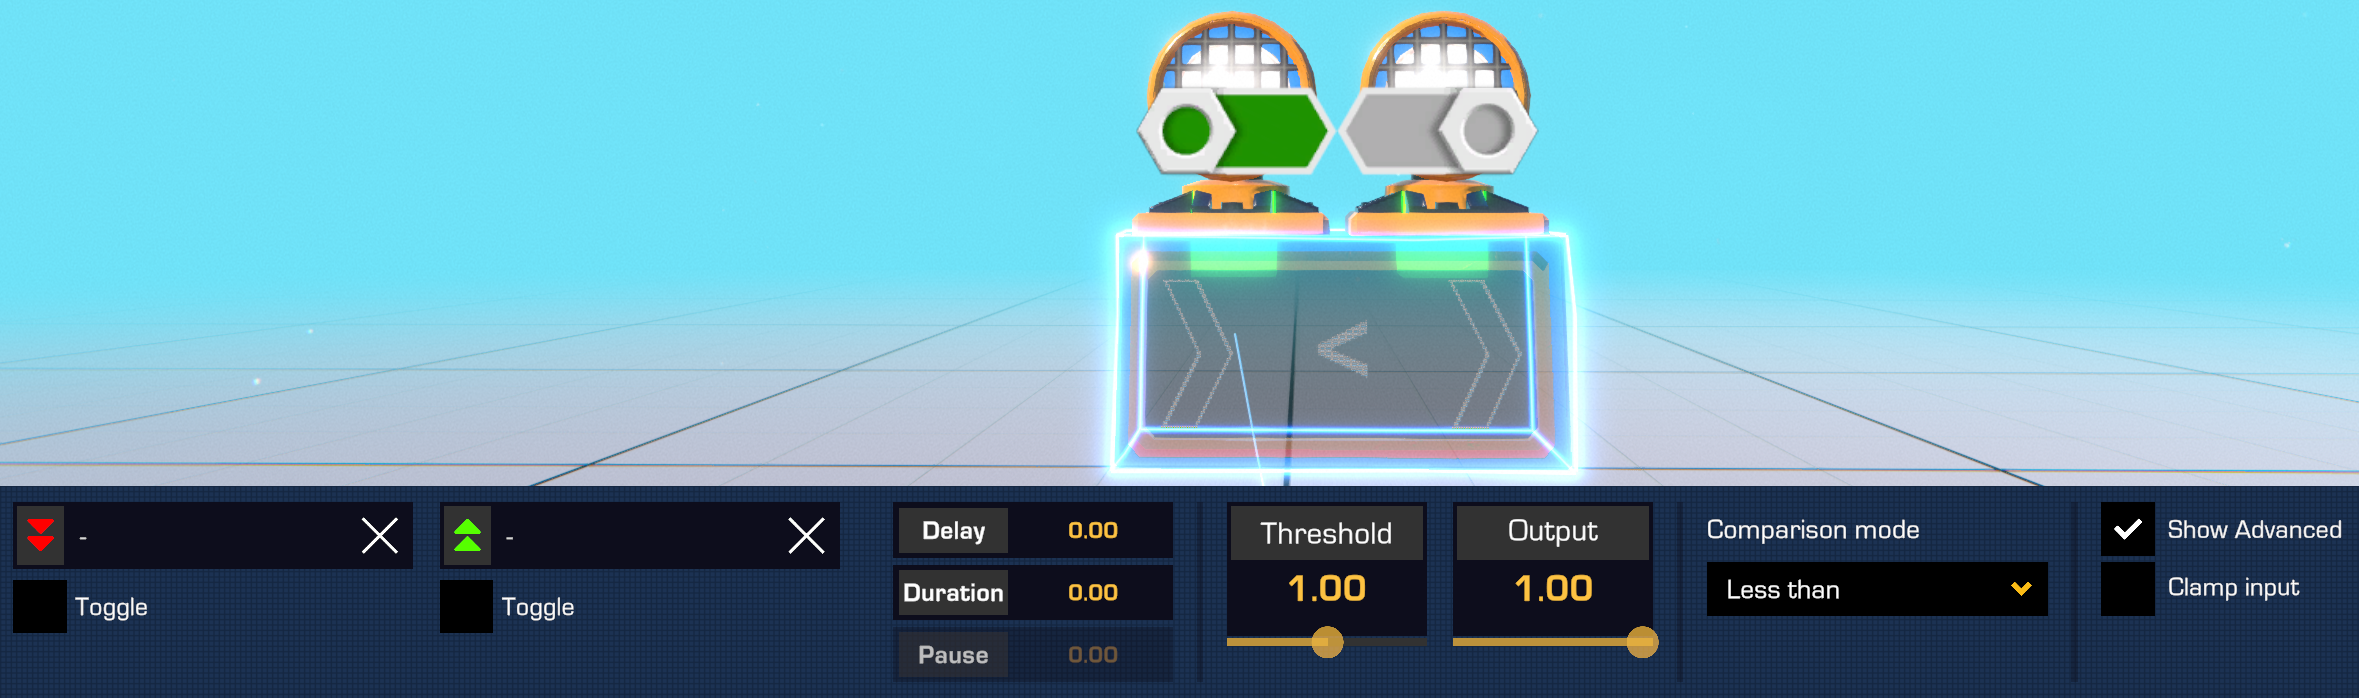 <
-
Toggle
-
Toggle
Delay 0.00
Duration 0.00
Pause 0.00
Threshold
1.00
Output
1.00
Comparison mode
Less than
Show Advanced
Clamp input